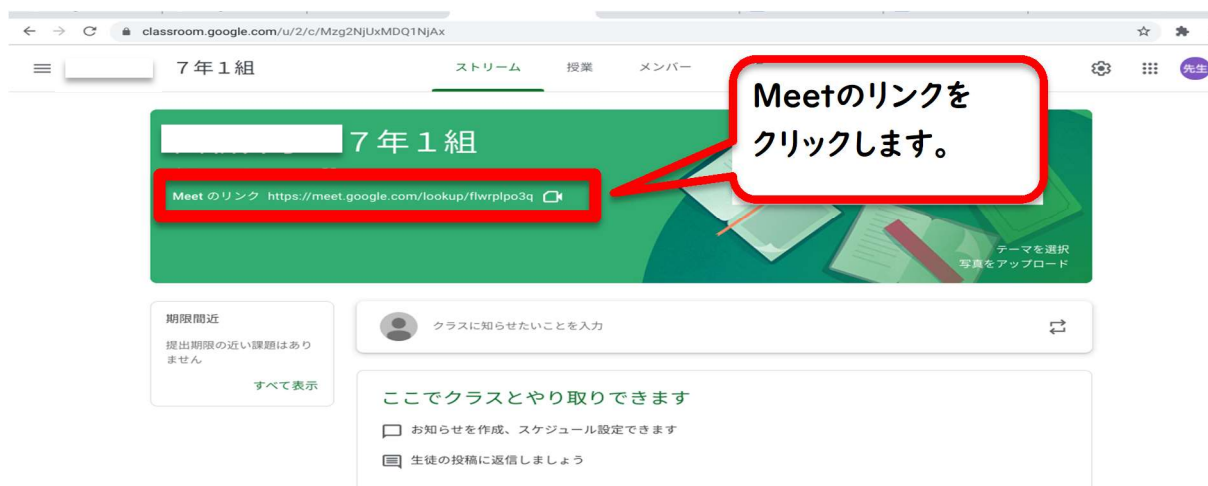 classroom.google.com/u/2/c/Mzg2NjUxMDQ1NjAx
７年１組
ストリーム
授業
メンバー
先生
Meetのリンクを
クリックします。
７年１組
Meet のリンク https://meet.google.com/lookup/flwrplpo3q
テーマを選択
写真をアップロード
期限間近
提出期限の近い課題はあり
ません
すべて表示
クラスに知らせたいことを入力
ここでクラスとやり取りできます
お知らせを作成、スケジュール設定できます
生徒の投稿に返信しましょう